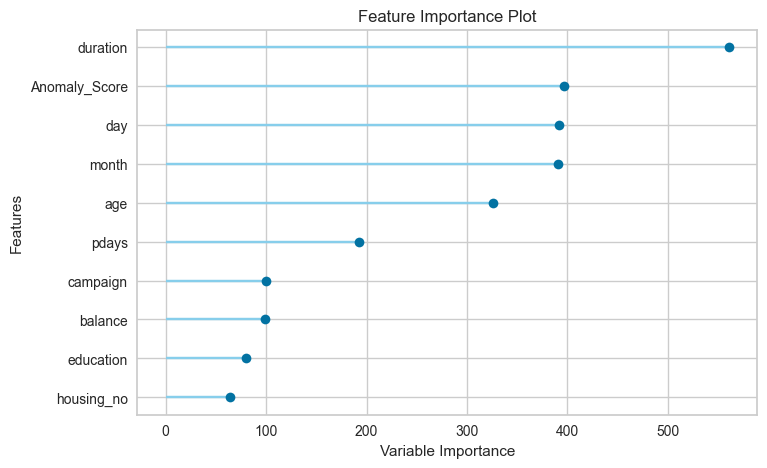 Feature Importance Plot
Features
duration
Anomaly_Score
day
month
age
pdays
campaign
balance
education
housing_no
0 100 200 300 400 500
Variable Importance